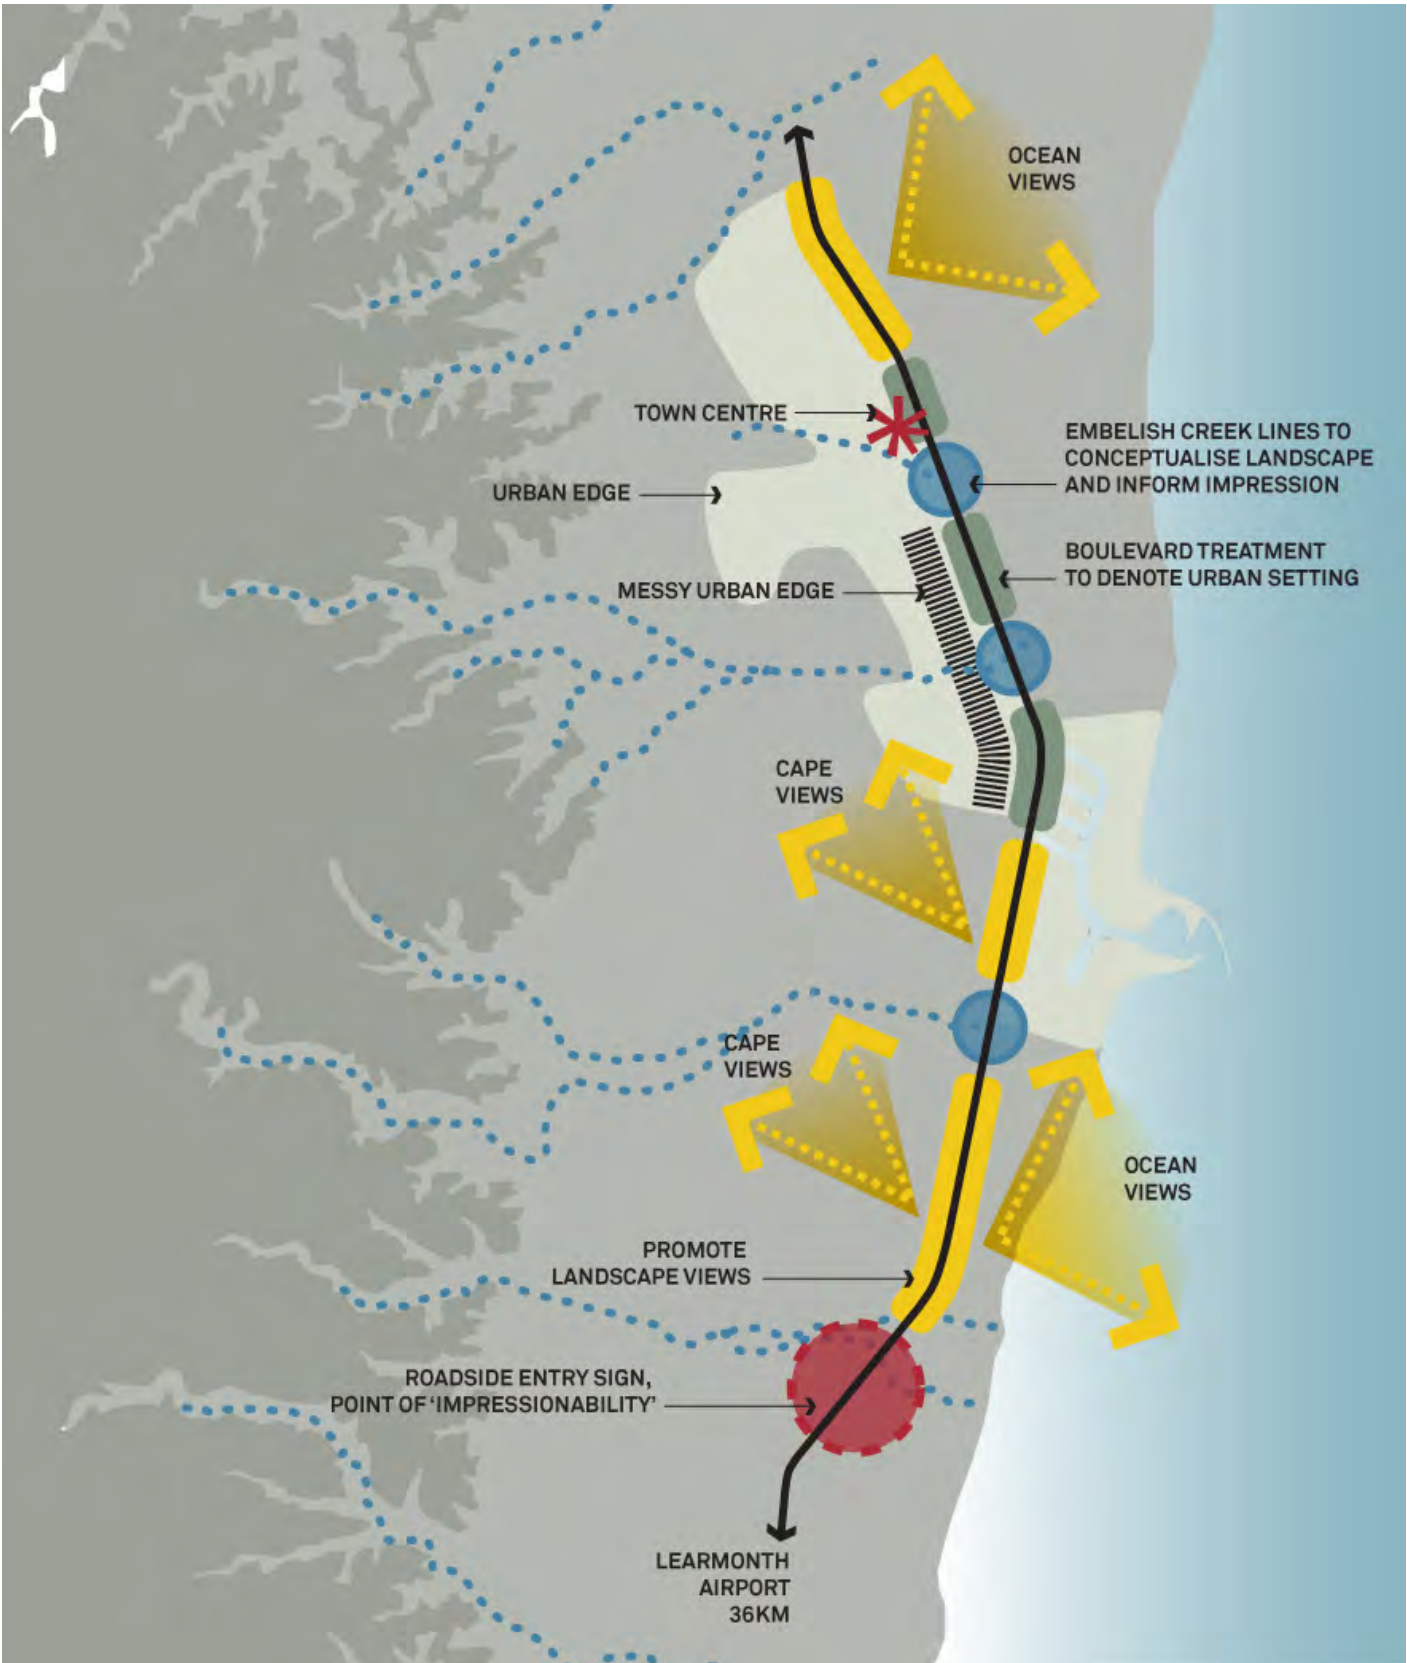 OCEAN
VIEWS
TOWN CENTRE
EMBELISH CREEK LINES TO
CONCEPTUALISE LANDSCAPE
AND INFORM IMPRESSION
URBAN EDGE
BOULEVARD TREATMENT
TO DENOTE URBAN SETTING
MESSY URBAN EDGE
CAPE
VIEWS
CAPE
VIEWS
OCEAN
VIEWS
PROMOTE
LANDSCAPE VIEWS
ROADSIDE ENTRY SIGN,
POINT OF ‘IMPRESSIONABILITY’
LEARMONTH
AIRPORT
36KM